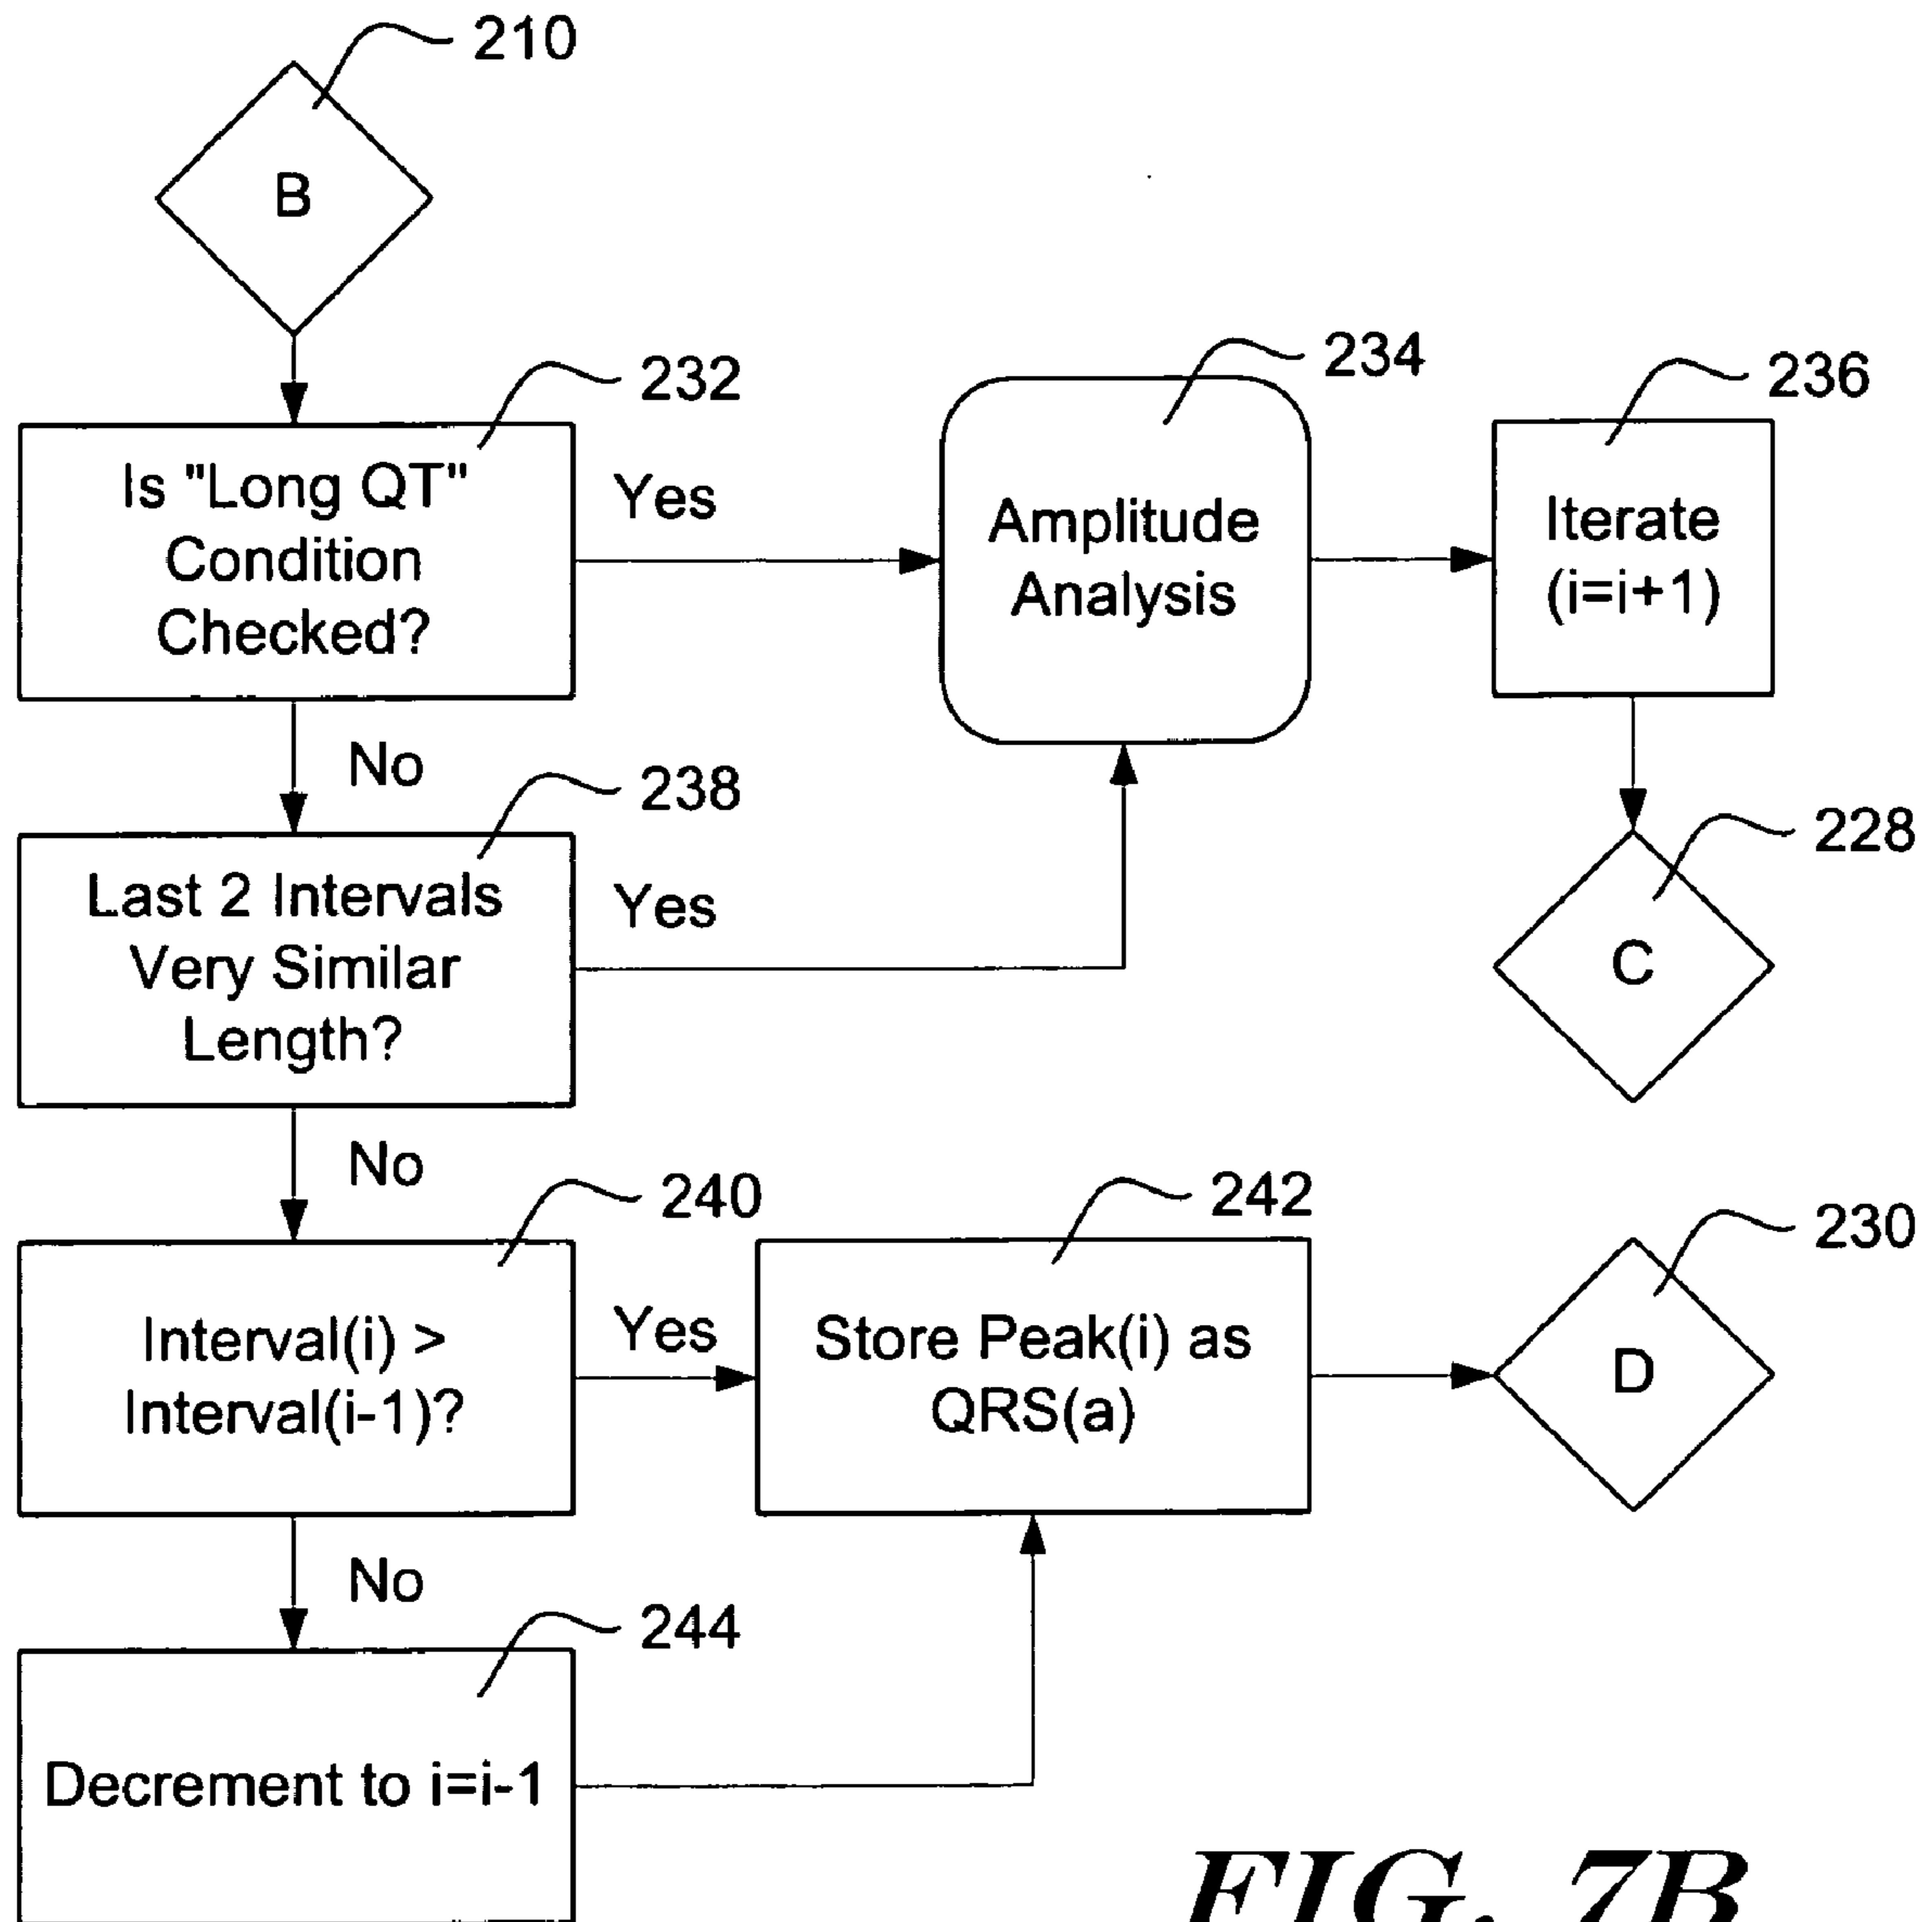 210
B
232
Is "Long QT"
Condition
Checked?
Yes
234
Amplitude
Analysis
236
Iterate
(i=i+1)
No
238
Last 2 Intervals
Very Similar
Length?
Yes
228
C
No
240
Interval(i) >
Interval(i-1)?
Yes
242
Store Peak(i) as
QRS(a)
230
D
No
244
Decrement to i=i-1
FIG. 7B